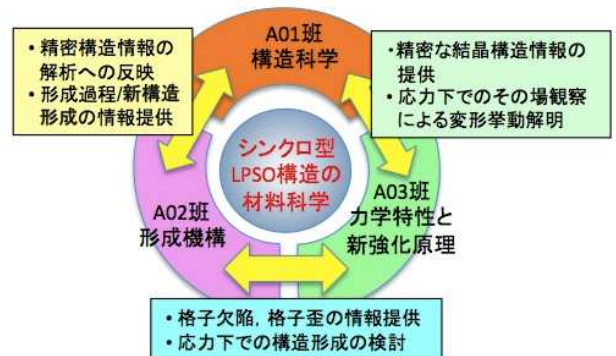 A01班
構造科学
• 精密構造情報の
解析への反映
• 形成過程/新構造
形成の情報提供
• 精密な結晶構造情報の
提供
• 応力下でのその場観察
による変形挙動解明
シンクロ型
LPSO構造の
材料科学
A02班
形成機構
A03班
力学特性と
新強化原理
• 格子欠陥, 格子歪の情報提供
• 応力下での構造形成の検討